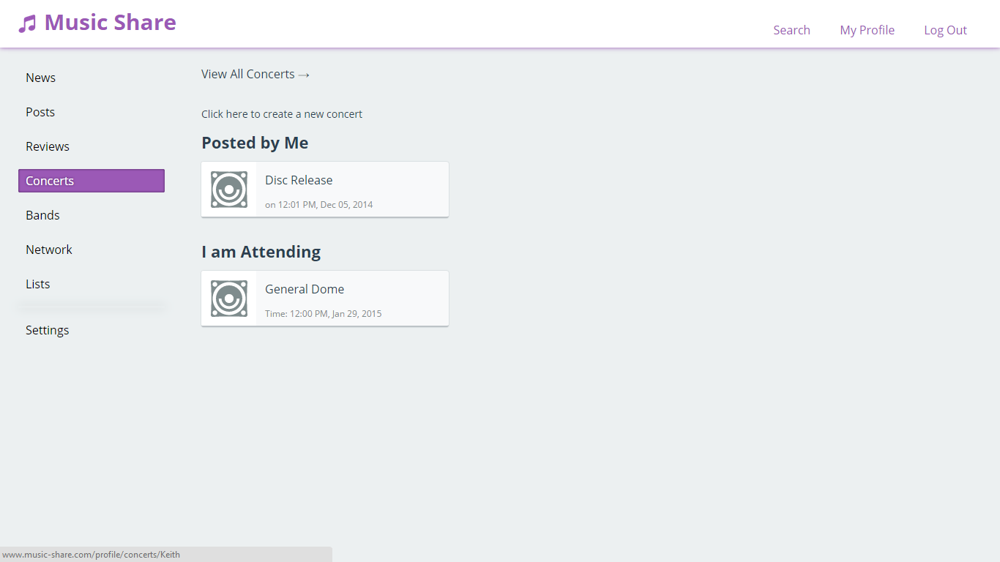 Music Share
Search
My Profile
Log Out
News
Posts
Reviews
Concerts
Bands
Network
Lists
Settings
View All Concerts →
Click here to create a new concert
Posted by Me
Disc Release
on 12:01 PM, Dec 05, 2014
I am Attending
General Dome
Time: 12:00 PM, Jan 29, 2015
www.music-share.com/profile/concerts/Keith